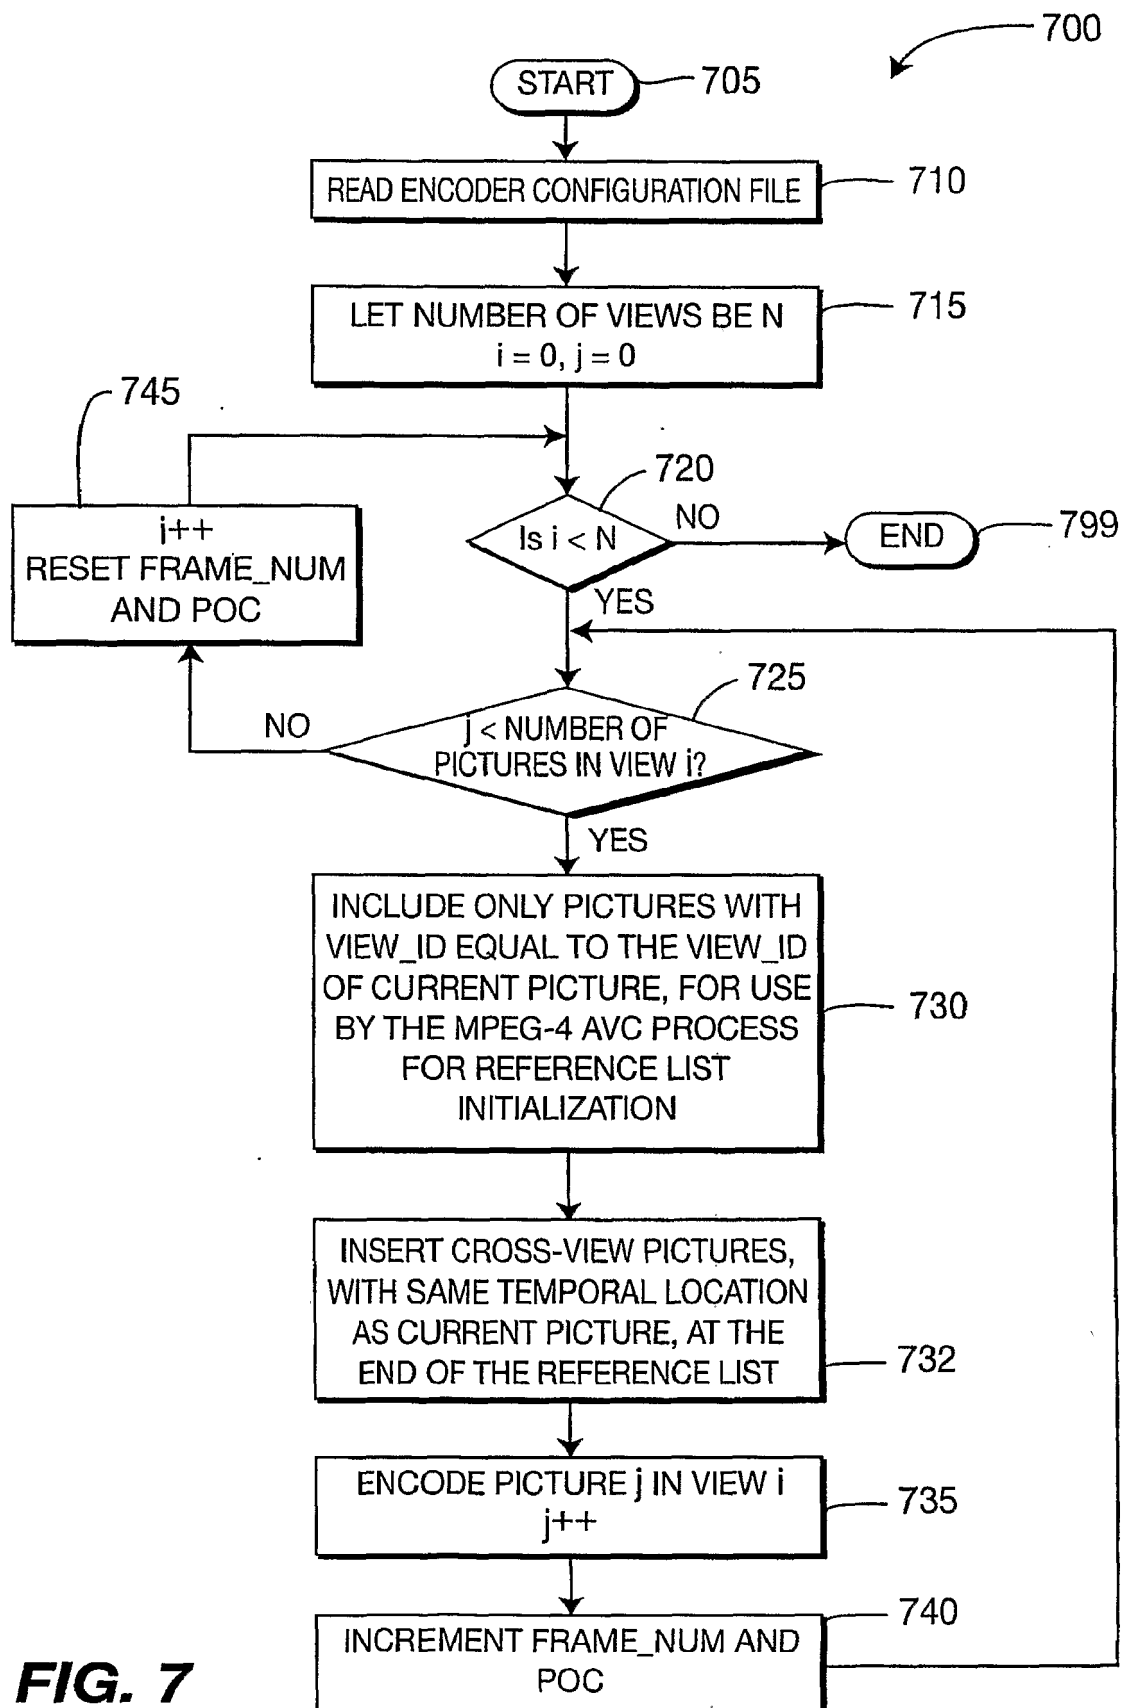 700
START
705
READ ENCODER CONFIGURATION FILE
710
LET NUMBER OF VIEWS BE N
i = 0, j = 0
715
745
i++
RESET FRAME_NUM
AND POC
720
Is i < N
NO
END
799
YES
725
j < NUMBER OF
PICTURES IN VIEW i?
NO
YES
INCLUDE ONLY PICTURES WITH
VIEW_ID EQUAL TO THE VIEW_ID
OF CURRENT PICTURE, FOR USE
BY THE MPEG-4 AVC PROCESS
FOR REFERENCE LIST
INITIALIZATION
730
INSERT CROSS-VIEW PICTURES,
WITH SAME TEMPORAL LOCATION
AS CURRENT PICTURE, AT THE
END OF THE REFERENCE LIST
732
ENCODE PICTURE j IN VIEW i
j++
735
740
INCREMENT FRAME_NUM AND
POC
FIG. 7